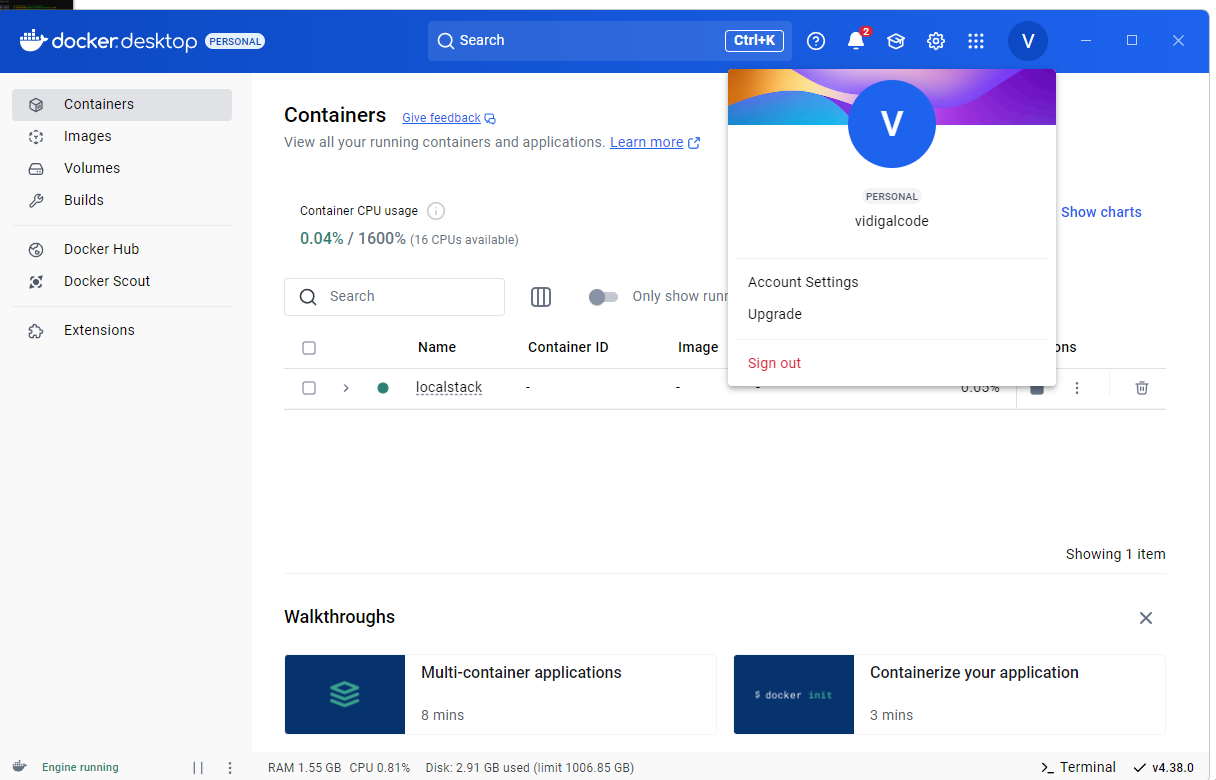 docker.desktop PERSONAL
Search
Ctrl+K
2
V
Containers
Images
Volumes
Builds
Docker Hub
Docker Scout
Extensions
Containers Give feedback
View all your running containers and applications. Learn more
Container CPU usage
0.04% / 1600% (16 CPUs available)
Show charts
Search
Only show runn
Name Container ID Image ons
localstack - - - 0.05%
V
PERSONAL
vidigalcode
Account Settings
Upgrade
Sign out
Showing 1 item
Walkthroughs
Multi-container applications
8 mins
$ docker init
Containerize your application
3 mins
Engine running
RAM 1.55 GB CPU 0.81% Disk: 2.91 GB used (limit 1006.85 GB)
Terminal
v4.38.0